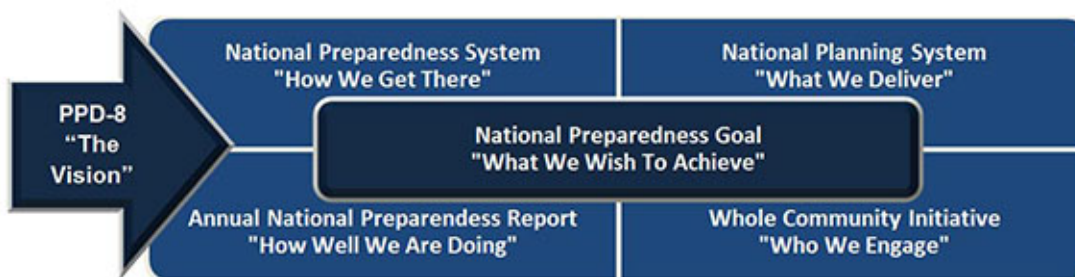 PPD-8
“The
Vision”
National Preparedness System
"How We Get There"
National Planning System
"What We Deliver"
National Preparedness Goal
"What We Wish To Achieve"
Annual National Preparendess Report
"How Well We Are Doing"
Whole Community Initiative
"Who We Engage"